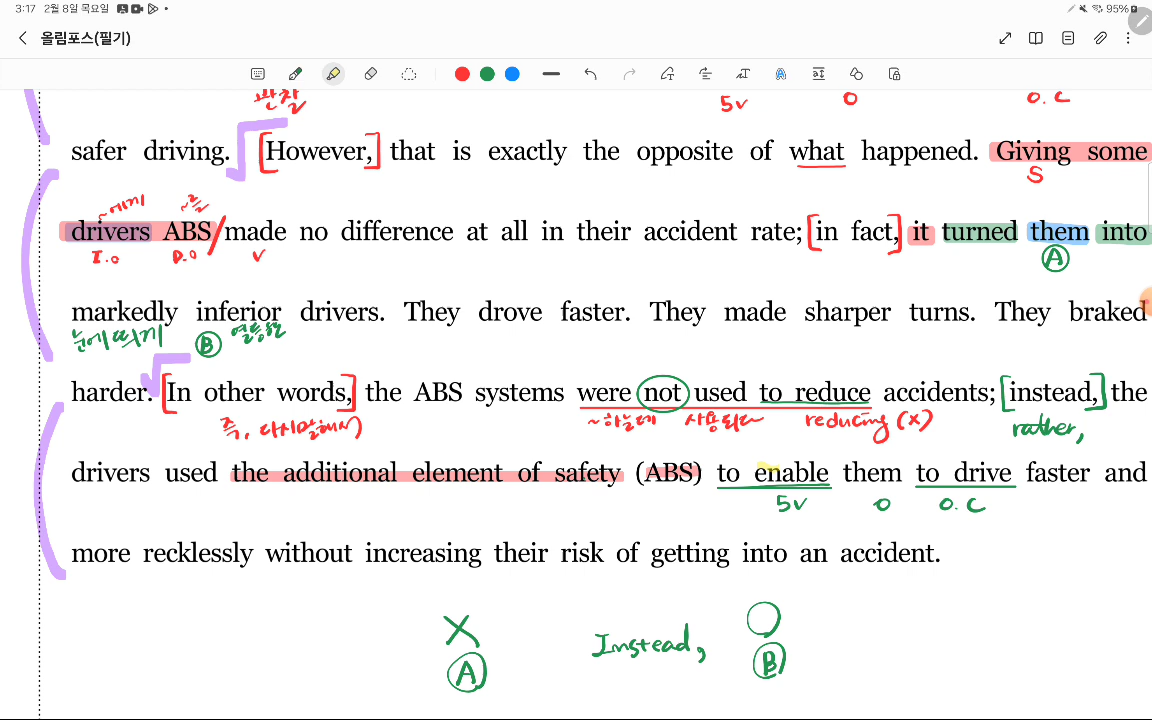 3:17 2월 8일 목요일 95%
올림포스(필기)
관찰 5v O O.C
safer driving. [However,] that is exactly the opposite of what happened. Giving some
S
~에게 ~를
drivers ABS/made no difference at all in their accident rate; [in fact,] it turned them into
I.O D.O V A
markedly inferior drivers. They drove faster. They made sharper turns. They braked
눈에 띄게 B 열등한
harder. [In other words,] the ABS systems were not used to reduce accidents; [instead,] the
즉, 다시말해서 ~하는데 사용되다 reducing (x) rather,
drivers used the additional element of safety (ABS) to enable them to drive faster and
5v O O.C
more recklessly without increasing their risk of getting into an accident.
X Instead, O
A B